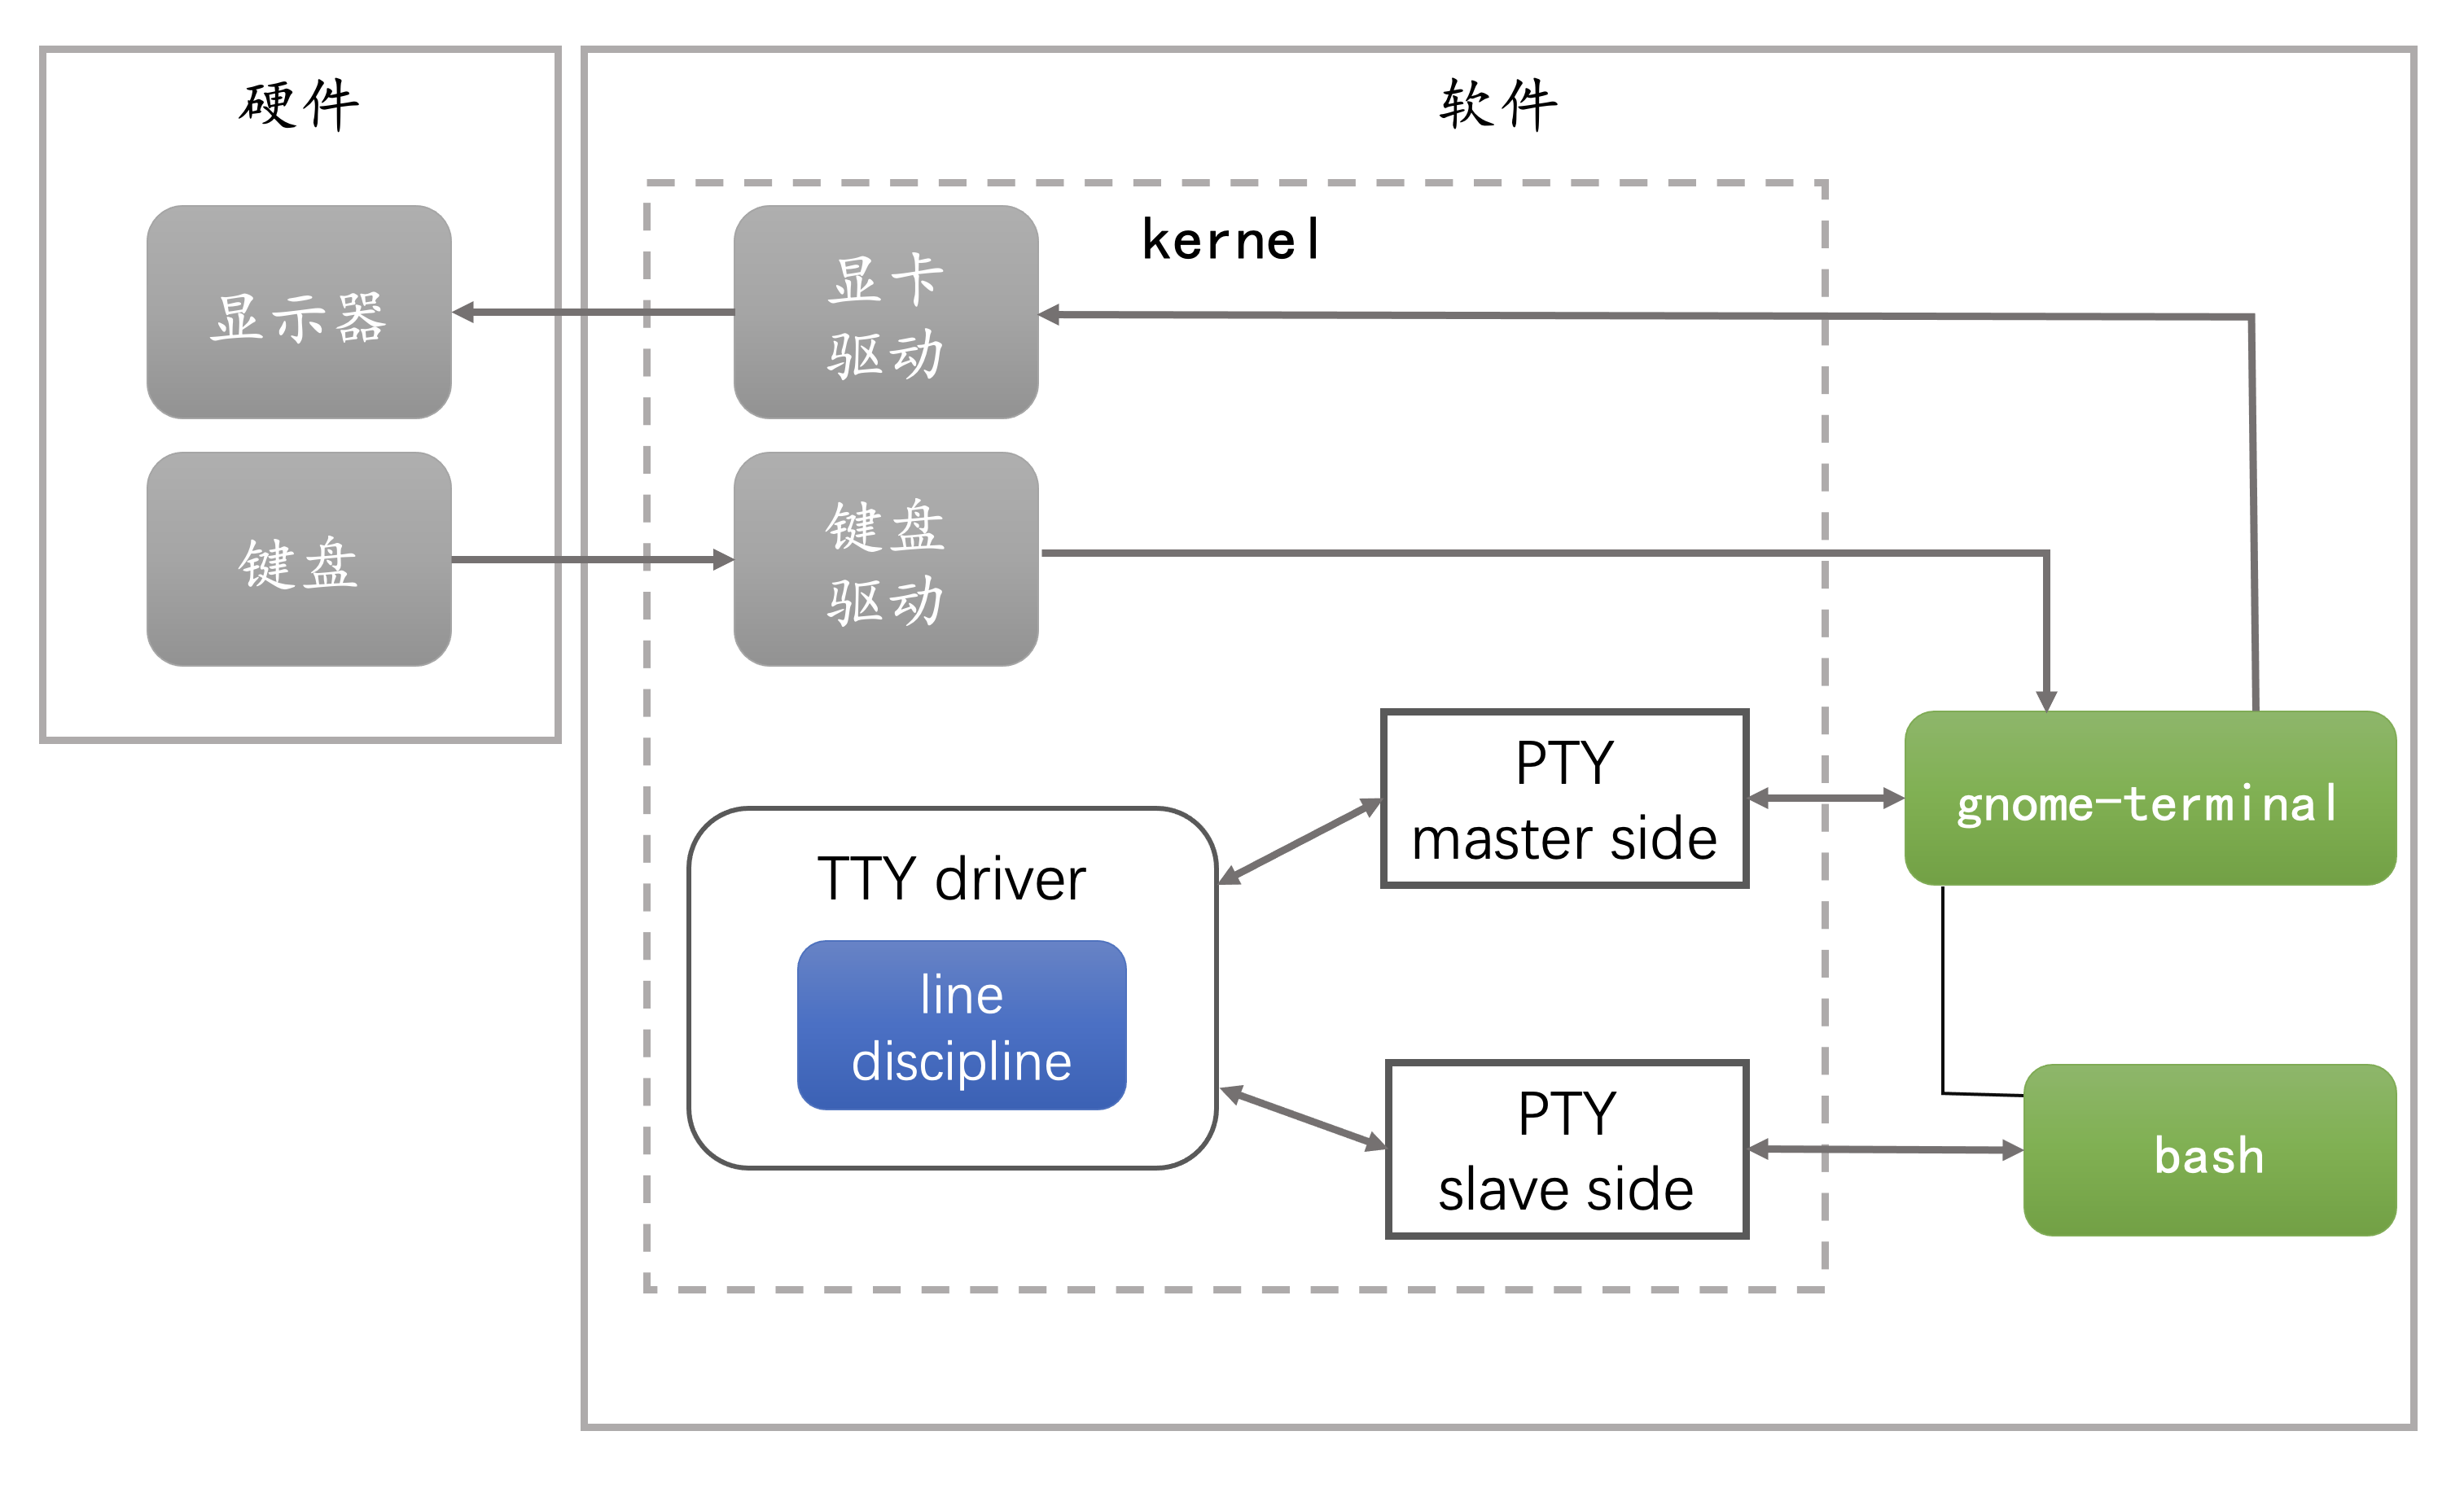 硬件
软件
kernel
显示器
显卡
驱动
键盘
键盘
驱动
PTY
master side
gnome-terminal
TTY driver
line
discipline
PTY
slave side
bash